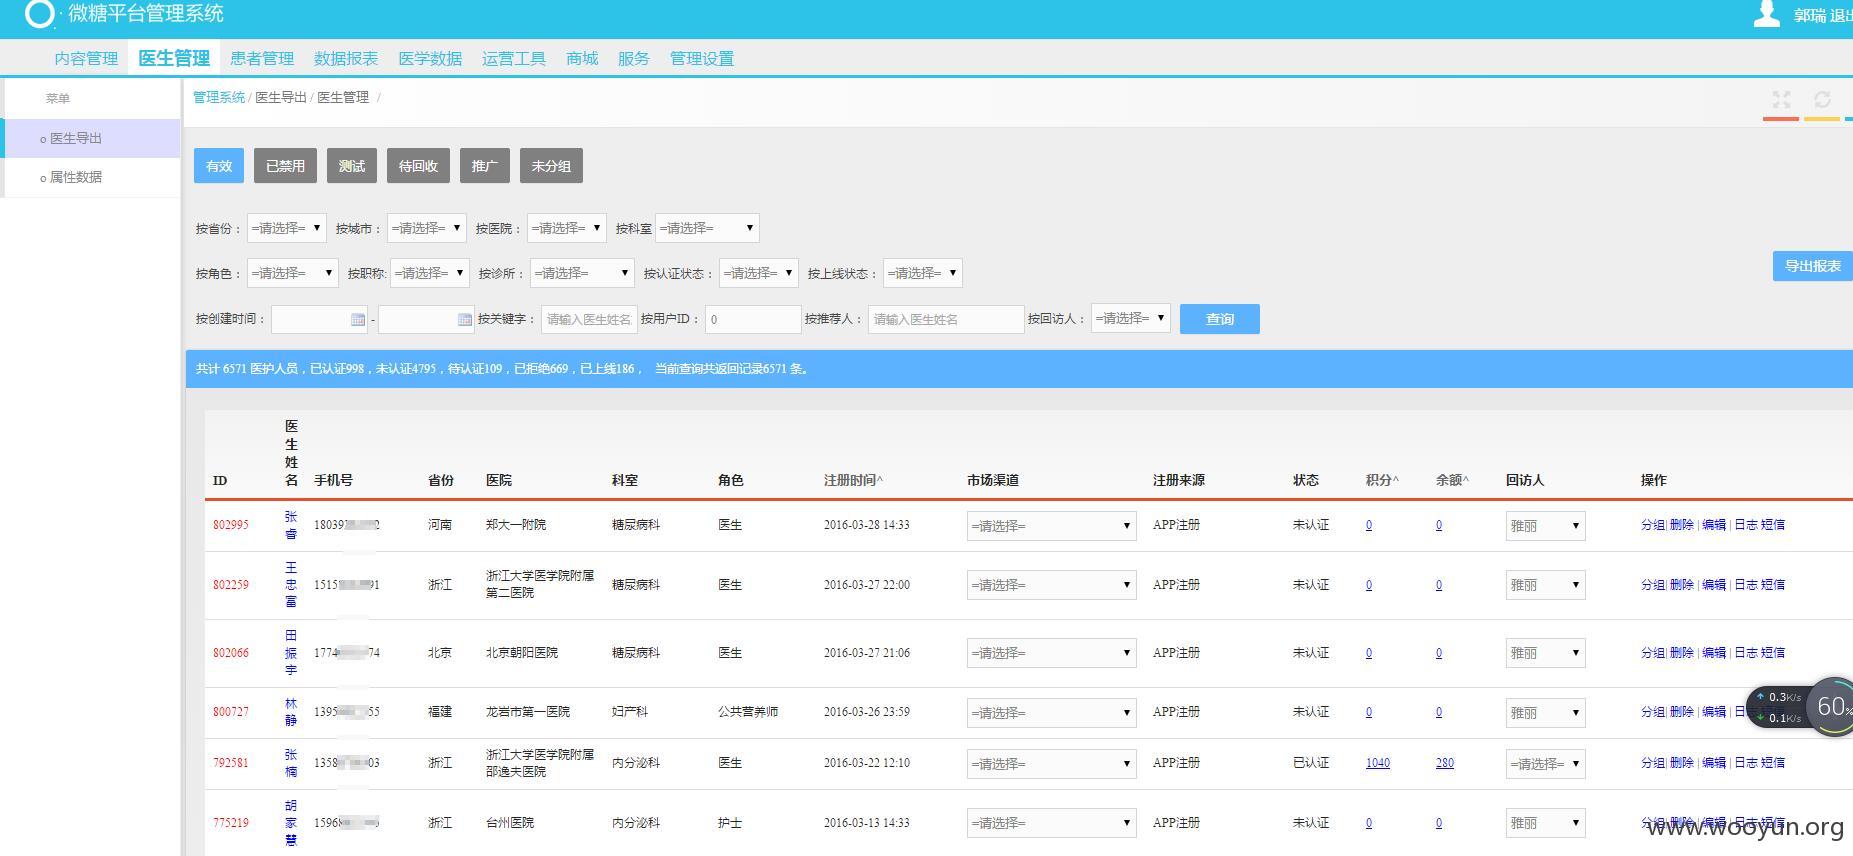 微糖平台管理系统
郭瑞 退出
内容管理 医生管理 患者管理 数据报表 医学数据 运营工具 商城 服务 管理设置
菜单
医生导出
属性数据
管理系统 / 医生导出 / 医生管理 /
有效 已禁用 测试 待回收 推广 未分组
按省份： =请选择= 按城市： =请选择= 按医院： =请选择= 按科室 =请选择=
按角色： =请选择= 按职称: =请选择= 按诊所： =请选择= 按认证状态： =请选择= 按上线状态： =请选择=
导出报表
按创建时间： - 按关键字： 请输入医生姓名 按用户ID： 0 按推荐人： 请输入医生姓名 按回访人： =请选择= 查询
共计 6571 医护人员，已认证998，未认证4795，待认证109，已拒绝669，已上线186， 当前查询共返回记录6571 条。
ID 医生姓名 手机号 省份 医院 科室 角色 注册时间^ 市场渠道 注册来源 状态 积分^ 余额^ 回访人 操作
802995 张睿 18039 2 河南 郑大一附院 糖尿病科 医生 2016-03-28 14:33 =请选择= APP注册 未认证 0 0 雅丽 分组| 删除 | 编辑 | 日志 短信
802259 王忠富 1515 91 浙江 浙江大学医学院附属第二医院 糖尿病科 医生 2016-03-27 22:00 =请选择= APP注册 未认证 0 0 雅丽 分组| 删除 | 编辑 | 日志 短信
802066 田振宇 1774 74 北京 北京朝阳医院 糖尿病科 医生 2016-03-27 21:06 =请选择= APP注册 未认证 0 0 雅丽 分组| 删除 | 编辑 | 日志 短信
800727 林静 1395 55 福建 龙岩市第一医院 妇产科 公共营养师 2016-03-26 23:59 =请选择= APP注册 未认证 0 0 雅丽 分组| 删除 | 编辑 | 日志 短信
792581 张楠 1358 03 浙江 浙江大学医学院附属邵逸夫医院 内分泌科 医生 2016-03-22 12:10 =请选择= APP注册 已认证 1040 280 =请选择= 分组| 删除 | 编辑 | 日志 短信
775219 胡家慧 1596 浙江 台州医院 内分泌科 护士 2016-03-13 14:33 =请选择= APP注册 未认证 0 0 雅丽 分组| 删除 | 编辑 | 日志 短信
0.3K/s
0.1K/s
60%
www.wooyun.org